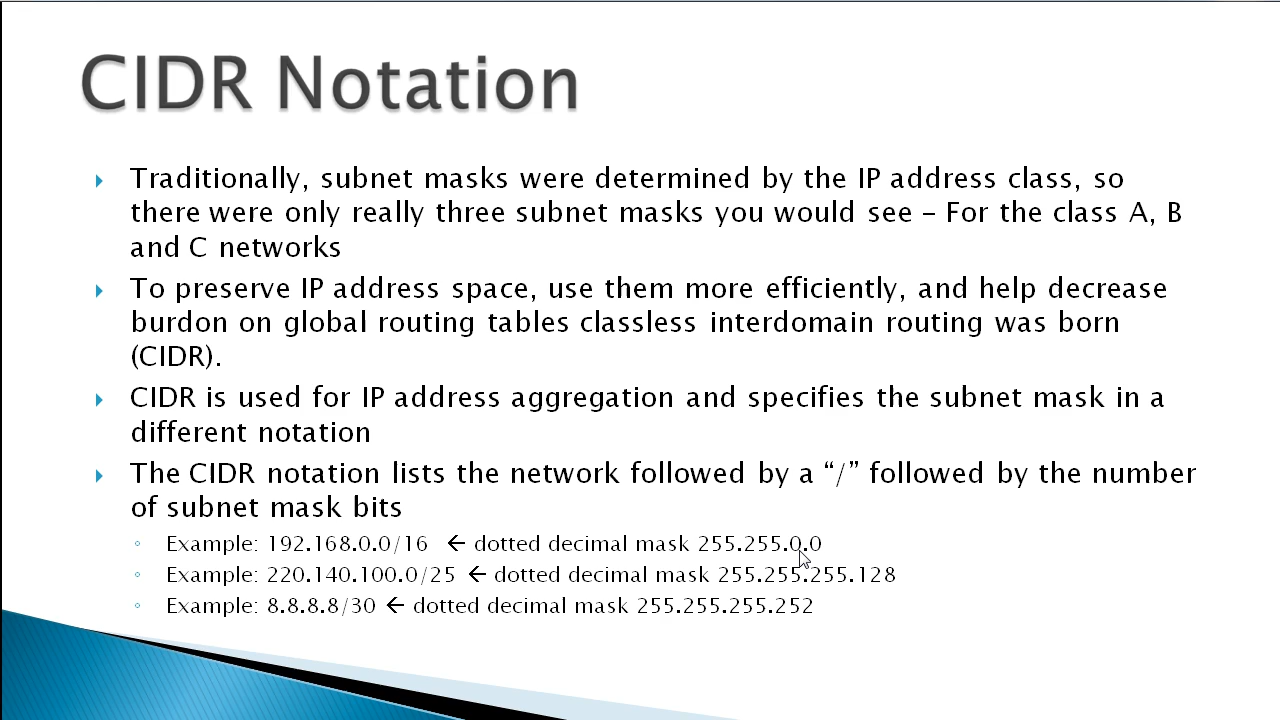 CIDR Notation
Traditionally, subnet masks were determined by the IP address class, so
there were only really three subnet masks you would see – For the class A, B
and C networks
To preserve IP address space, use them more efficiently, and help decrease
burdon on global routing tables classless interdomain routing was born
(CIDR).
CIDR is used for IP address aggregation and specifies the subnet mask in a
different notation
The CIDR notation lists the network followed by a “/” followed by the number
of subnet mask bits
Example: 192.168.0.0/16 ← dotted decimal mask 255.255.0.0
Example: 220.140.100.0/25 ← dotted decimal mask 255.255.255.128
Example: 8.8.8.8/30 ← dotted decimal mask 255.255.255.252